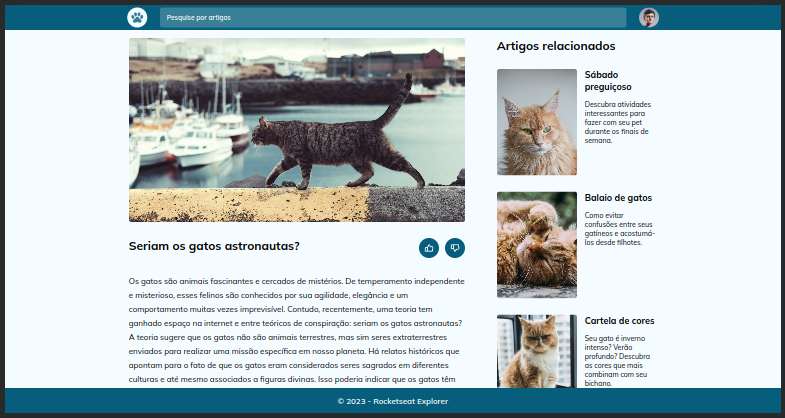 Pesquise por artigos
Seriam os gatos astronautas?
Os gatos são animais fascinantes e cercados de mistérios. De temperamento independente
e misterioso, esses felinos são conhecidos por sua agilidade, elegância e um
comportamento muitas vezes imprevisível. Contudo, recentemente, uma teoria tem
ganhado espaço na internet e entre teóricos de conspiração: seriam os gatos astronautas?
A teoria sugere que os gatos não são animais terrestres, mas sim seres extraterrestres
enviados para realizar uma missão específica em nosso planeta. Há relatos históricos que
apontam para o fato de que os gatos eram considerados seres sagrados em diferentes
culturas e até mesmo associados a figuras divinas. Isso poderia indicar que os gatos têm
Artigos relacionados
Sábado
preguiçoso
Descubra atividades
interessantes para
fazer com seu pet
durante os finais de
semana.
Balaio de gatos
Como evitar
confusões entre seus
gatíneos e acostumá-
los desde filhotes.
Cartela de cores
Seu gato é inverno
intenso? Verão
profundo? Descubra
as cores que mais
combinam com seu
bichano.
© 2023 - Rocketseat Explorer